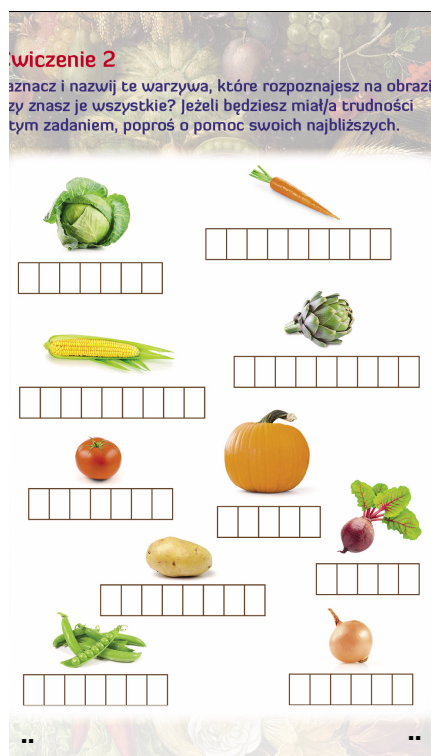 Ćwiczenie 2
aznacz i nazwij te warzywa, które rozpoznajesz na obrazi
zy znasz je wszystkie? Jeżeli będziesz miał/a trudności
tym zadaniem, poproś o pomoc swoich najbliższych.